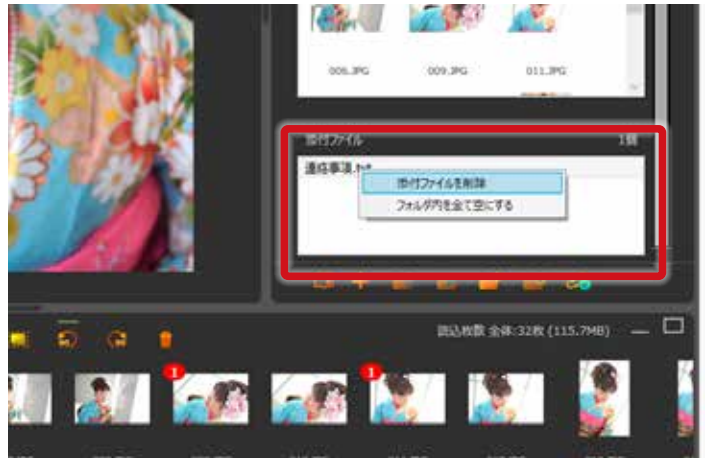 006.JPG 009.JPG 011.JPG
添付ファイル 1個
連絡事項.txt
添付ファイルを削除
フォルダ内を全て空にする
読込枚数 全体:32枚 (115.7MB)
1 1